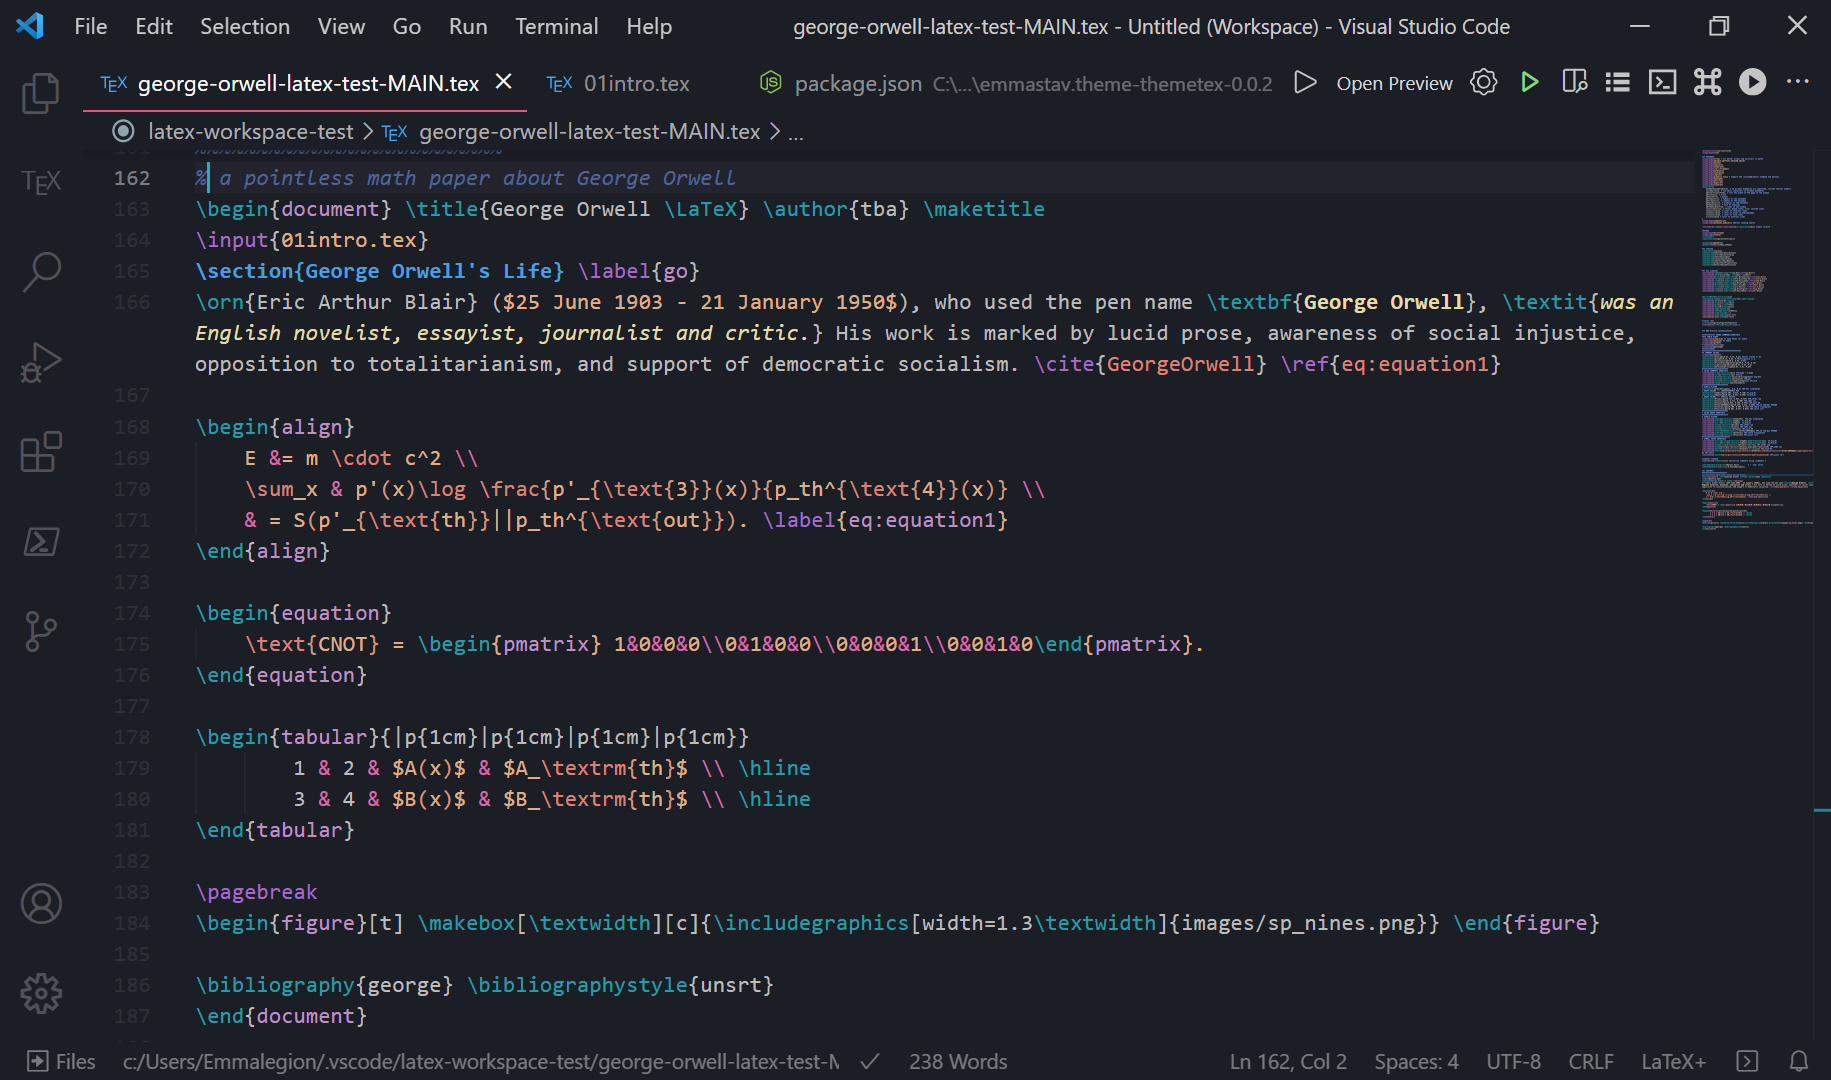 File Edit Selection View Go Run Terminal Help george-orwell-latex-test-MAIN.tex - Untitled (Workspace) - Visual Studio Code
TEX george-orwell-latex-test-MAIN.tex TEX 01intro.tex package.json C:\...\emmastav.theme-themetex-0.0.2 Open Preview
latex-workspace-test > TEX george-orwell-latex-test-MAIN.tex > ...
TEX
162 % a pointless math paper about George Orwell
163 \begin{document} \title{George Orwell \LaTeX} \author{tba} \maketitle
164 \input{01intro.tex}
165 \section{George Orwell's Life} \label{go}
166 \orn{Eric Arthur Blair} ($25 June 1903 - 21 January 1950$), who used the pen name \textbf{George Orwell}, \textit{was an
English novelist, essayist, journalist and critic.} His work is marked by lucid prose, awareness of social injustice,
opposition to totalitarianism, and support of democratic socialism. \cite{GeorgeOrwell} \ref{eq:equation1}
167
168 \begin{align}
169 E &= m \cdot c^2 \\
170 \sum_x & p'(x)\log \frac{p'_{\text{3}}(x)}{p_th^{\text{4}}(x)} \\
171 & = S(p'_{\text{th}}||p_th^{\text{out}}). \label{eq:equation1}
172 \end{align}
173
174 \begin{equation}
175 \text{CNOT} = \begin{pmatrix} 1&0&0&0\\0&1&0&0\\0&0&0&1\\0&0&1&0\end{pmatrix}.
176 \end{equation}
177
178 \begin{tabular}{|p{1cm}|p{1cm}|p{1cm}|p{1cm}}
179 1 & 2 & $A(x)$ & $A_\textrm{th}$ \\ \hline
180 3 & 4 & $B(x)$ & $B_\textrm{th}$ \\ \hline
181 \end{tabular}
182
183 \pagebreak
184 \begin{figure}[t] \makebox[\textwidth][c]{\includegraphics[width=1.3\textwidth]{images/sp_nines.png}} \end{figure}
185
186 \bibliography{george} \bibliographystyle{unsrt}
187 \end{document}
Files c:/Users/Emmalegion/.vscode/latex-workspace-test/george-orwell-latex-test-M 238 Words Ln 162, Col 2 Spaces: 4 UTF-8 CRLF LaTeX+